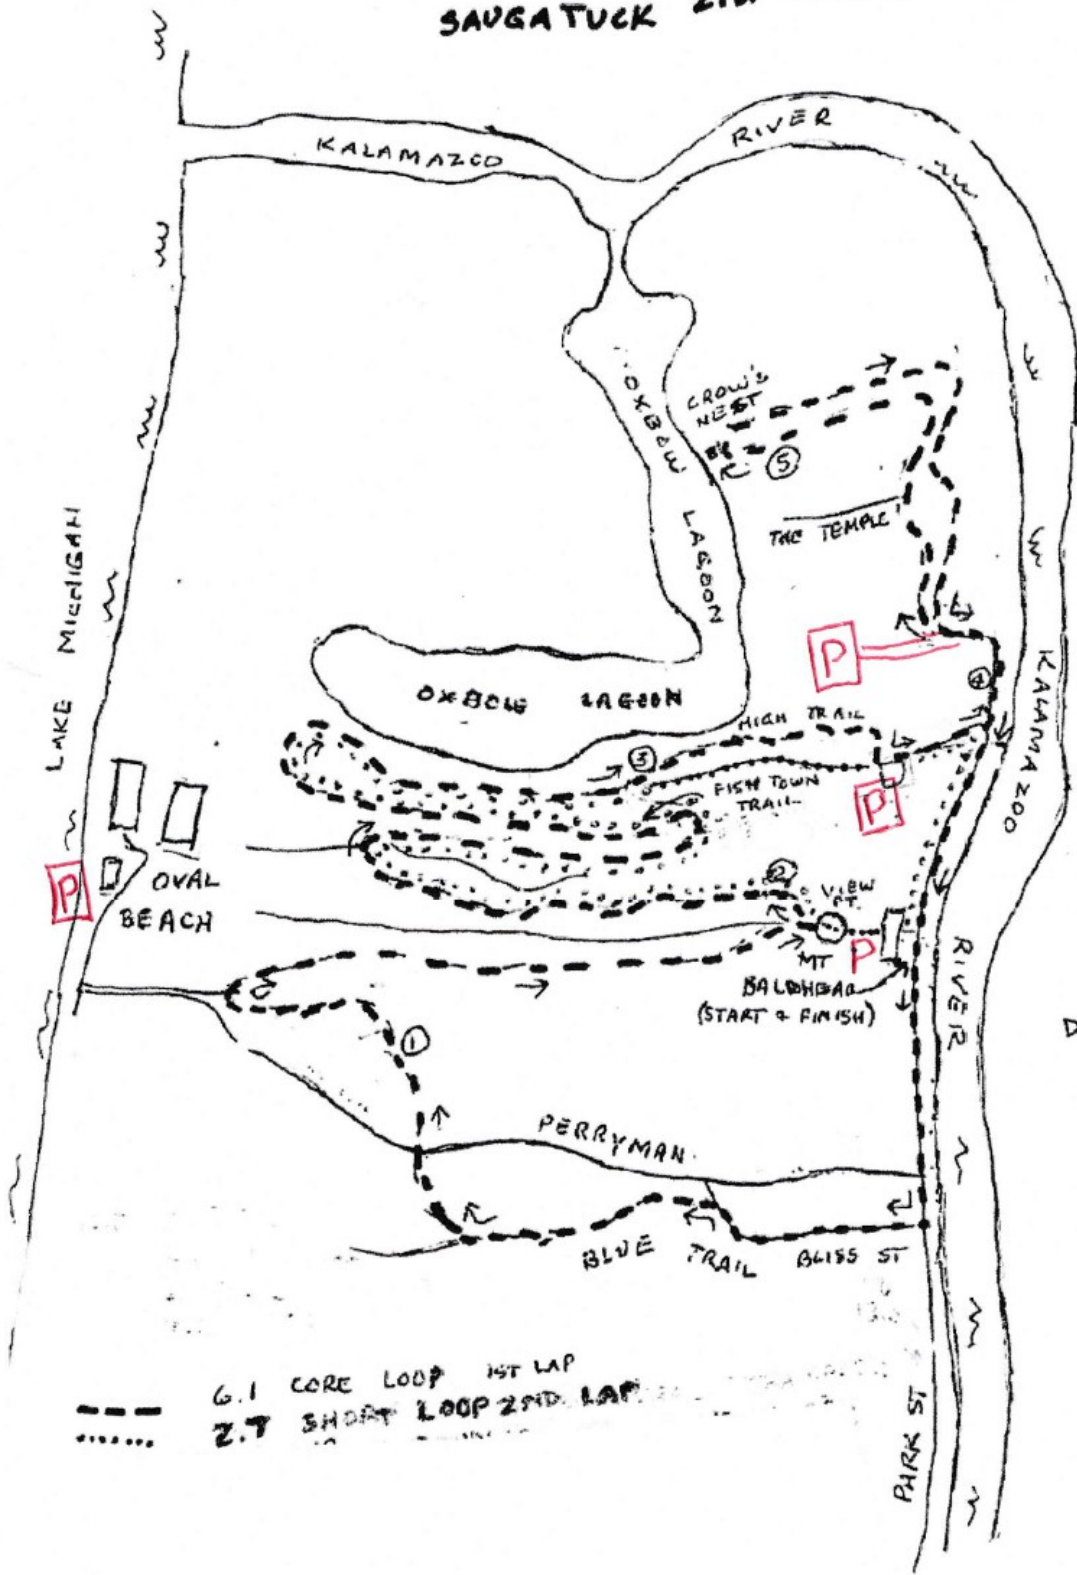 SAUGATUCK
KALAMAZOO
RIVER
OXBOW
LAGOON
CROW'S
NEST
5
THE TEMPLE
P
4
LAKE MICHIGAN
OXBOW LAGOON
KALAMAZOO
HIGH TRAIL
3
FISH TOWN
TRAIL
P
P
OVAL
BEACH
2
VIEW
PT
MT
P
BALDHEAD
(START & FINISH)
RIVER
1
PERRYMAN
BLUE TRAIL
BLISS ST
PARK ST
6.1 CORE LOOP 1ST LAP
2.7 SHORT LOOP 2ND LAP